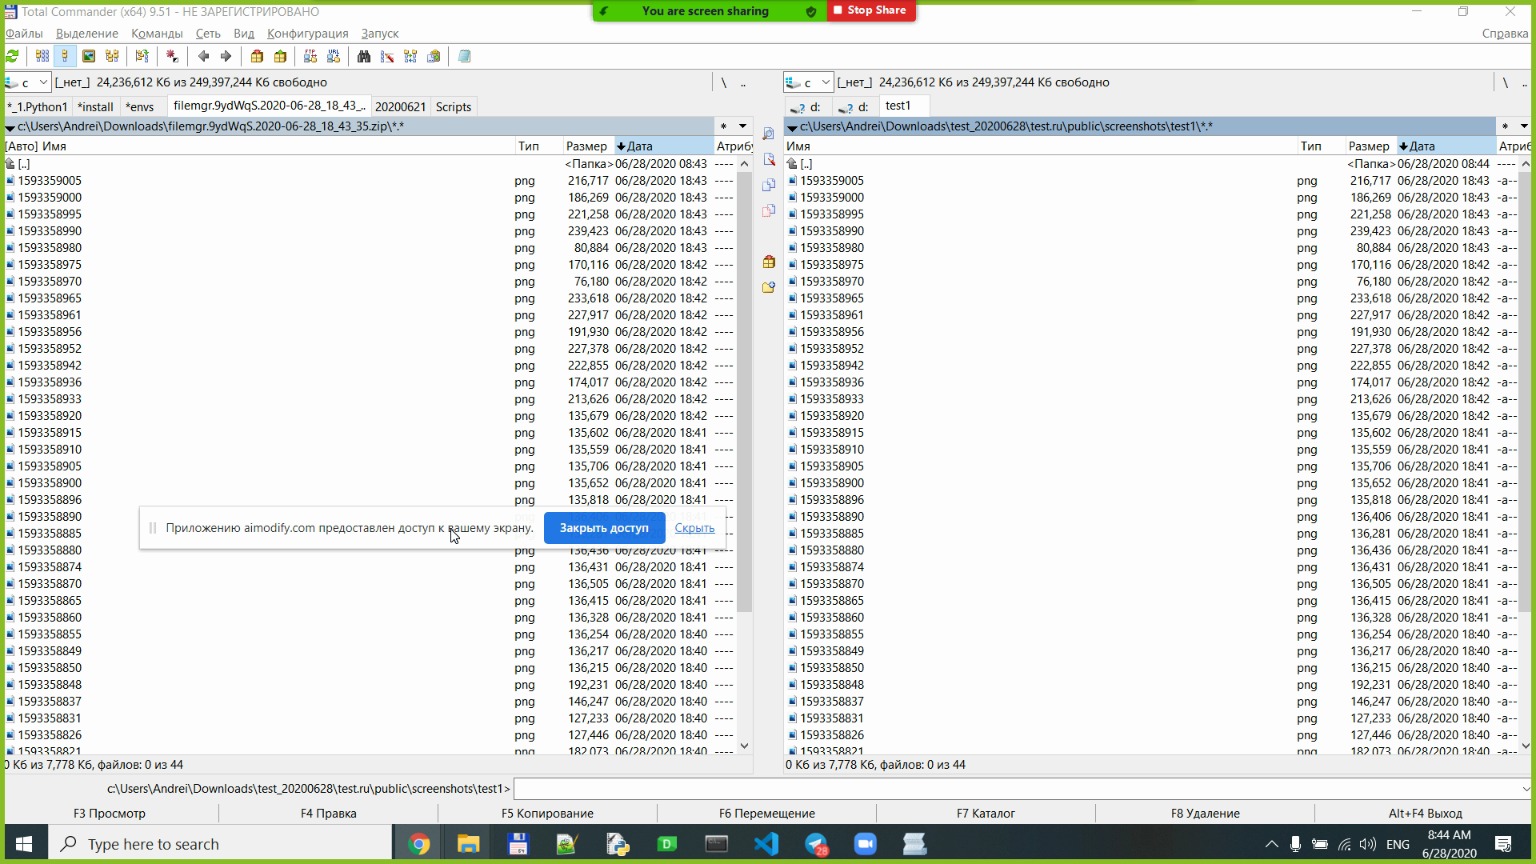 Total Commander (x64) 9.51 - НЕ ЗАРЕГИСТРИРОВАНО
You are screen sharing
Stop Share
Файлы Выделение Команды Сеть Вид Конфигурация Запуск Справка
c [_нет_] 24,236,612 Кб из 249,397,244 Кб свободно \ ..
c [_нет_] 24,236,612 Кб из 249,397,244 Кб свободно \ ..
*_1.Python1 *install *envs filemgr.9ydWqS.2020-06-28_18_43_.. 20200621 Scripts
d: d: test1
c:\Users\Andrei\Downloads\filemgr.9ydWqS.2020-06-28_18_43_35.zip\*.* *
c:\Users\Andrei\Downloads\test_20200628\test.ru\public\screenshots\test1\*.* *
[Авто] Имя Тип Размер Дата Атрибу
[..] <Папка> 06/28/2020 08:43 ----
1593359005 png 216,717 06/28/2020 18:43 ----
1593359000 png 186,269 06/28/2020 18:43 ----
1593358995 png 221,258 06/28/2020 18:43 ----
1593358990 png 239,423 06/28/2020 18:43 ----
1593358980 png 80,884 06/28/2020 18:43 ----
1593358975 png 170,116 06/28/2020 18:42 ----
1593358970 png 76,180 06/28/2020 18:42 ----
1593358965 png 233,618 06/28/2020 18:42 ----
1593358961 png 227,917 06/28/2020 18:42 ----
1593358956 png 191,930 06/28/2020 18:42 ----
1593358952 png 227,378 06/28/2020 18:42 ----
1593358942 png 222,855 06/28/2020 18:42 ----
1593358936 png 174,017 06/28/2020 18:42 ----
1593358933 png 213,626 06/28/2020 18:42 ----
1593358920 png 135,679 06/28/2020 18:42 ----
1593358915 png 135,602 06/28/2020 18:41 ----
1593358910 png 135,559 06/28/2020 18:41 ----
1593358905 png 135,706 06/28/2020 18:41 ----
1593358900 png 135,652 06/28/2020 18:41 ----
1593358896 png 135,818 06/28/2020 18:41 ----
1593358890
1593358885
1593358880 png 136,436 06/28/2020 18:41 ----
1593358874 png 136,431 06/28/2020 18:41 ----
1593358870 png 136,505 06/28/2020 18:41 ----
1593358865 png 136,415 06/28/2020 18:41 ----
1593358860 png 136,328 06/28/2020 18:41 ----
1593358855 png 136,254 06/28/2020 18:40 ----
1593358849 png 136,217 06/28/2020 18:40 ----
1593358850 png 136,215 06/28/2020 18:40 ----
1593358848 png 192,231 06/28/2020 18:40 ----
1593358837 png 146,247 06/28/2020 18:40 ----
1593358831 png 127,233 06/28/2020 18:40 ----
1593358826 png 127,446 06/28/2020 18:40 ----
1593358821 png 182,073 06/28/2020 18:40 ----
0 Кб из 7,778 Кб, файлов: 0 из 44
Приложению aimodify.com предоставлен доступ к вашему экрану. Закрыть доступ Скрыть
Имя Тип Размер Дата Атриб
[..] <Папка> 06/28/2020 08:44 ----
1593359005 png 216,717 06/28/2020 18:43 -a--
1593359000 png 186,269 06/28/2020 18:43 -a--
1593358995 png 221,258 06/28/2020 18:43 -a--
1593358990 png 239,423 06/28/2020 18:43 -a--
1593358980 png 80,884 06/28/2020 18:43 -a--
1593358975 png 170,116 06/28/2020 18:42 -a--
1593358970 png 76,180 06/28/2020 18:42 -a--
1593358965 png 233,618 06/28/2020 18:42 -a--
1593358961 png 227,917 06/28/2020 18:42 -a--
1593358956 png 191,930 06/28/2020 18:42 -a--
1593358952 png 227,378 06/28/2020 18:42 -a--
1593358942 png 222,855 06/28/2020 18:42 -a--
1593358936 png 174,017 06/28/2020 18:42 -a--
1593358933 png 213,626 06/28/2020 18:42 -a--
1593358920 png 135,679 06/28/2020 18:42 -a--
1593358915 png 135,602 06/28/2020 18:41 -a--
1593358910 png 135,559 06/28/2020 18:41 -a--
1593358905 png 135,706 06/28/2020 18:41 -a--
1593358900 png 135,652 06/28/2020 18:41 -a--
1593358896 png 135,818 06/28/2020 18:41 -a--
1593358890 png 136,406 06/28/2020 18:41 -a--
1593358885 png 136,281 06/28/2020 18:41 -a--
1593358880 png 136,436 06/28/2020 18:41 -a--
1593358874 png 136,431 06/28/2020 18:41 -a--
1593358870 png 136,505 06/28/2020 18:41 -a--
1593358865 png 136,415 06/28/2020 18:41 -a--
1593358860 png 136,328 06/28/2020 18:41 -a--
1593358855 png 136,254 06/28/2020 18:40 -a--
1593358849 png 136,217 06/28/2020 18:40 -a--
1593358850 png 136,215 06/28/2020 18:40 -a--
1593358848 png 192,231 06/28/2020 18:40 -a--
1593358837 png 146,247 06/28/2020 18:40 -a--
1593358831 png 127,233 06/28/2020 18:40 -a--
1593358826 png 127,446 06/28/2020 18:40 -a--
1593358821 png 182,073 06/28/2020 18:40 -a--
0 Кб из 7,778 Кб, файлов: 0 из 44
c:\Users\Andrei\Downloads\test_20200628\test.ru\public\screenshots\test1>
F3 Просмотр F4 Правка F5 Копирование F6 Перемещение F7 Каталог F8 Удаление Alt+F4 Выход
Type here to search
28
ENG
8:44 AM
6/28/2020